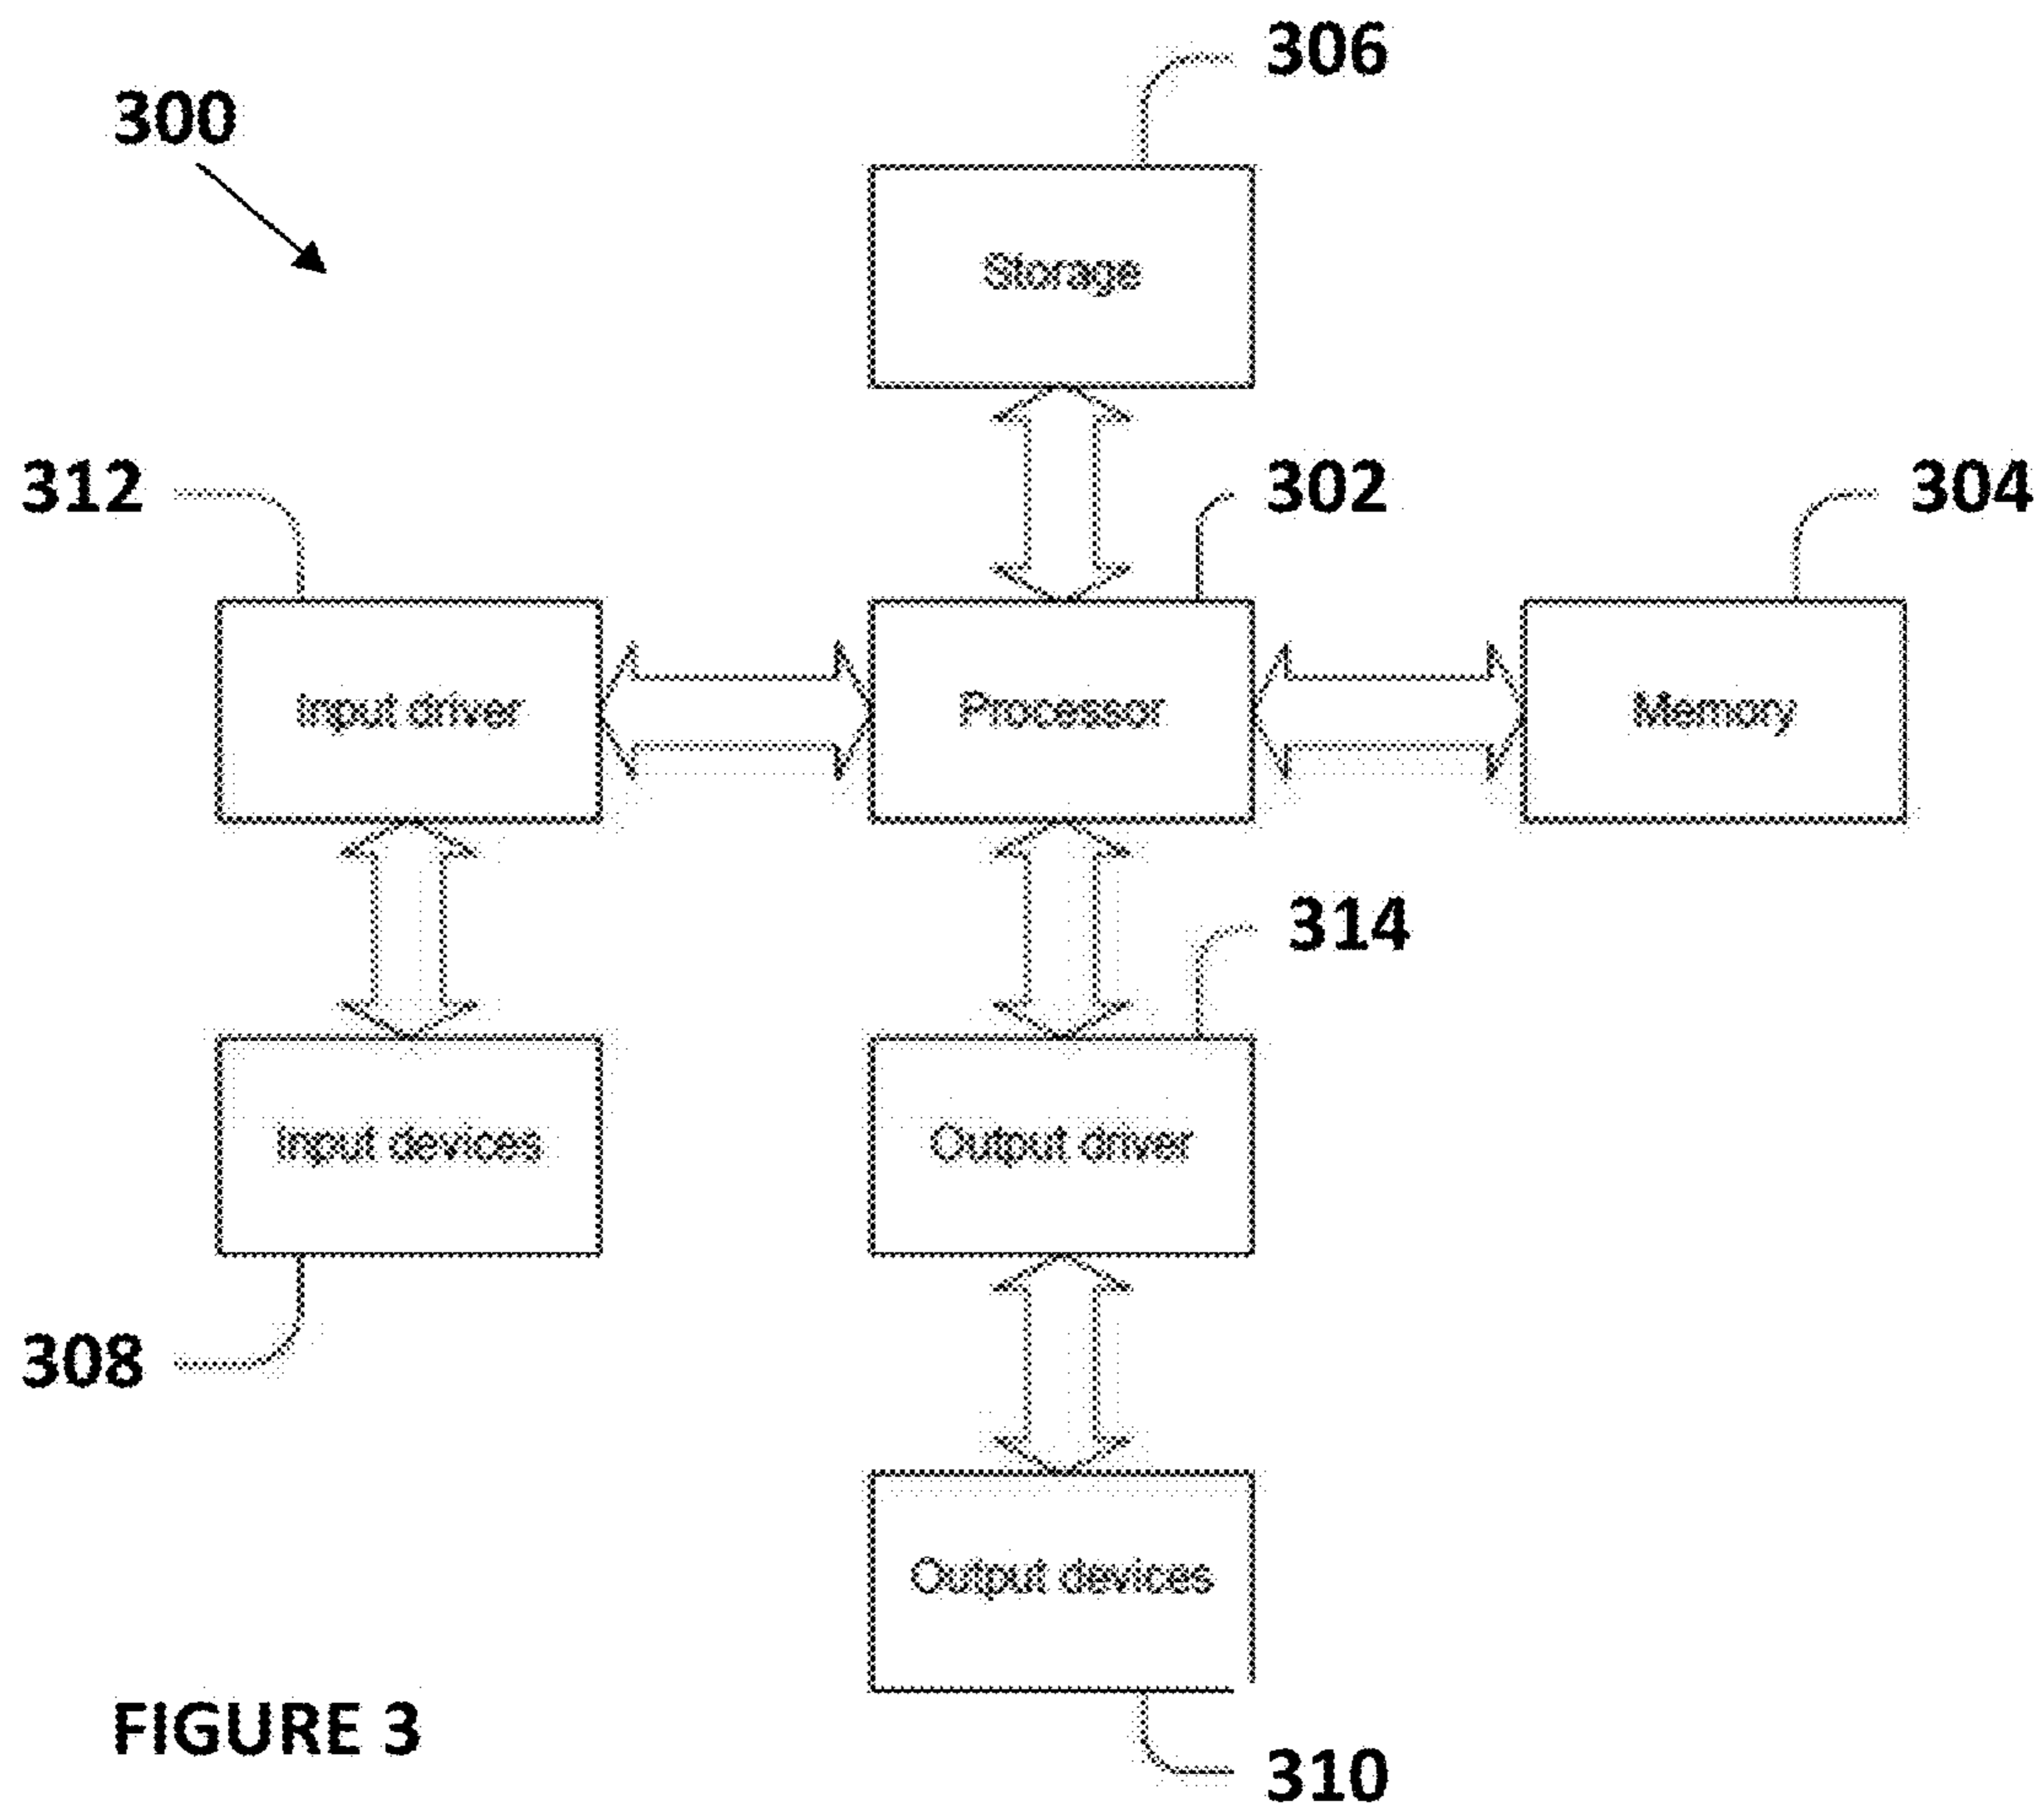 306
300
Storage
312
302
304
Input driver
Processor
Memory
314
Input devices
Output driver
308
Output devices
FIGURE 3
310